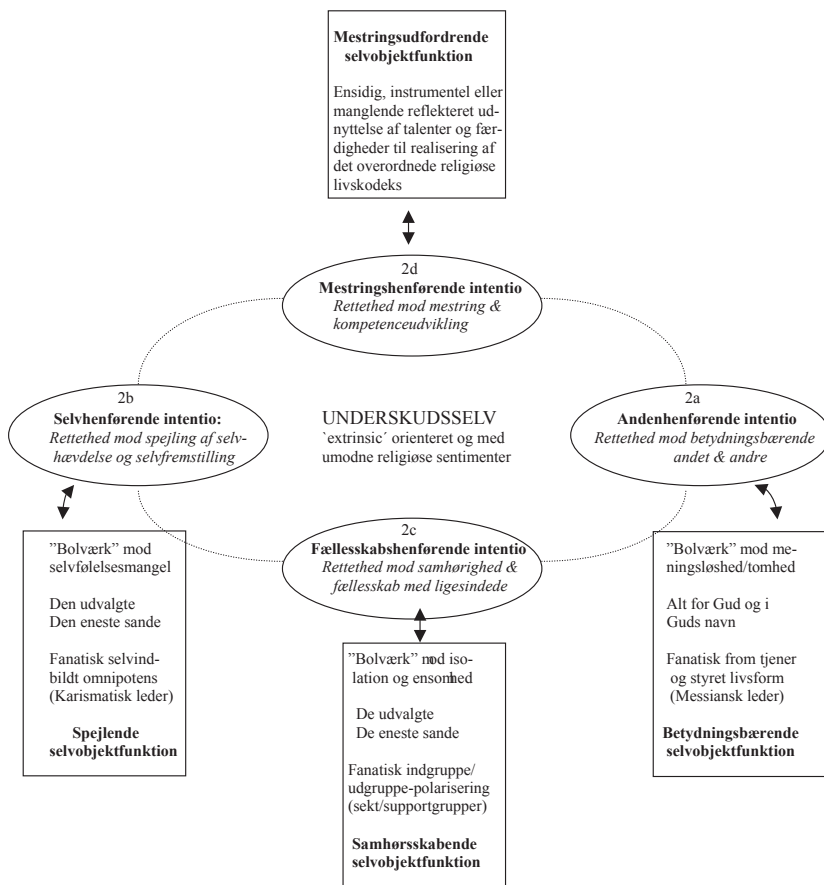 Mestringsudfordrende
selvobjektfunktion
Ensidig, instrumentel eller
manglende reflekteret ud-
nyttelse af talenter og fær-
digheder til realisering af
det overordnede religiøse
livskodeks
2d
Mestringshenførende intentio
Rettethed mod mestring &
kompetenceudvikling
2b
Selvhenførende intentio:
Rettethed mod spejling af selv-
hævdelse og selvfremstilling
UNDERSKUDSSELV
`extrinsic´ orienteret og med
umodne religiøse sentimenter
2a
Andenhenførende intentio
Rettethed mod betydningsbærende
andet & andre
2c
Fællesskabshenførende intentio
Rettethed mod samhørighed &
fællesskab med ligesindede
”Bolværk” mod
selvfølelsesmangel
Den udvalgte
Den eneste sande
Fanatisk selvind-
bildt omnipotens
(Karismatisk leder)
Spejlende
selvobjektfunktion
”Bolværk” mod iso-
lation og ensomhed
De udvalgte
De eneste sande
Fanatisk indgruppe/
udgruppe-polarisering
(sekt/supportgrupper)
Samhørsskabende
selvobjektfunktion
”Bolværk” mod me-
ningsløshed/tomhed
Alt for Gud og i
Guds navn
Fanatisk from tjener
og styret livsform
(Messiansk leder)
Betydningsbærende
selvobjektfunktion